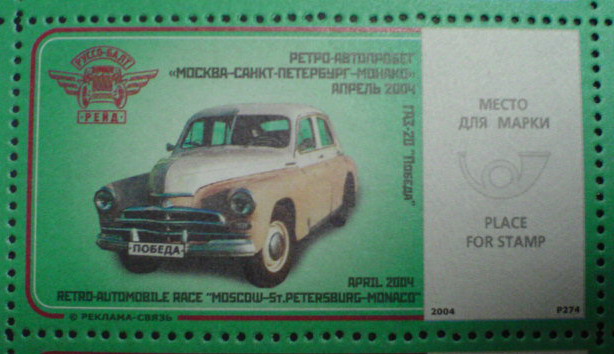 РУССО-БАЛТ
РЕЙД
РЕТРО-АВТОПРОБЕГ
«МОСКВА-САНКТ-ПЕТЕРБУРГ-МОНАКО»
АПРЕЛЬ 2004
ГАЗ-20 "ПОБЕДА"
ПОБЕДА
APRIL 2004
RETRO-AUTOMOBILE RACE "MOSCOW-St.PETERSBURG-MONACO"
© РЕКЛАМА-СВЯЗЬ
МЕСТО
ДЛЯ МАРКИ
PLACE
FOR STAMP
2004
P274